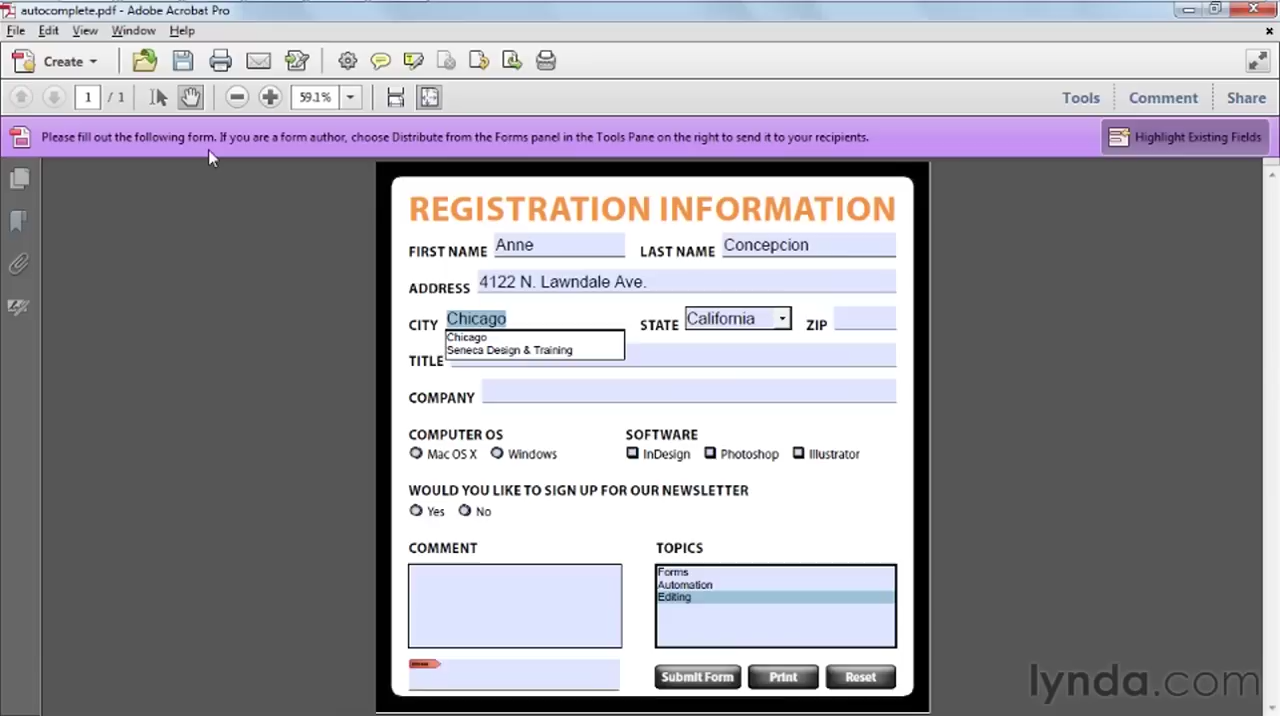 autocomplete.pdf - Adobe Acrobat Pro
File Edit View Window Help
Create
1 / 1 59.1% Tools Comment Share
Please fill out the following form. If you are a form author, choose Distribute from the Forms panel in the Tools Pane on the right to send it to your recipients. Highlight Existing Fields
REGISTRATION INFORMATION
FIRST NAME Anne LAST NAME Concepcion
ADDRESS 4122 N. Lawndale Ave.
CITY Chicago STATE California ZIP
Chicago
Seneca Design & Training
TITLE
COMPANY
COMPUTER OS SOFTWARE
Mac OS X Windows InDesign Photoshop Illustrator
WOULD YOU LIKE TO SIGN UP FOR OUR NEWSLETTER
Yes No
COMMENT TOPICS
Forms
Automation
Editing
Submit Form Print Reset
lynda.com